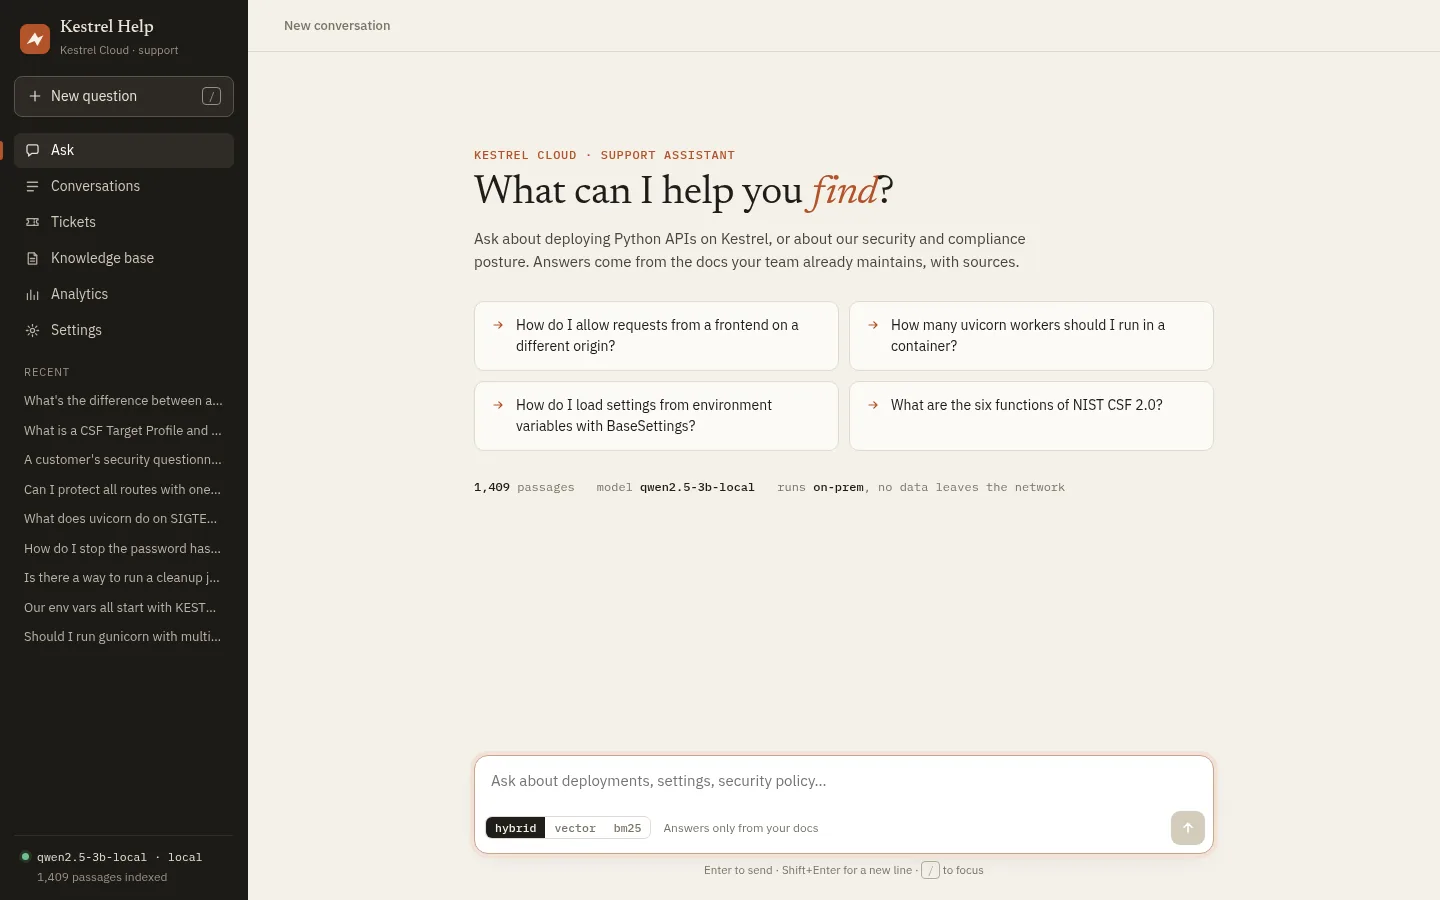 Kestrel Help
Kestrel Cloud · support
New question /
Ask
Conversations
Tickets
Knowledge base
Analytics
Settings
RECENT
What's the difference between a...
What is a CSF Target Profile and ...
A customer's security questionn...
Can I protect all routes with one...
What does uvicorn do on SIGTE...
How do I stop the password has...
Is there a way to run a cleanup j...
Our env vars all start with KEST...
Should I run gunicorn with multi...
qwen2.5-3b-local · local
1,409 passages indexed
New conversation
KESTREL CLOUD · SUPPORT ASSISTANT
What can I help you find?
Ask about deploying Python APIs on Kestrel, or about our security and compliance
posture. Answers come from the docs your team already maintains, with sources.
→ How do I allow requests from a frontend on a
different origin?
→ How many uvicorn workers should I run in a
container?
→ How do I load settings from environment
variables with BaseSettings?
→ What are the six functions of NIST CSF 2.0?
1,409 passages model qwen2.5-3b-local runs on-prem, no data leaves the network
Ask about deployments, settings, security policy...
hybrid vector bm25 Answers only from your docs
Enter to send · Shift+Enter for a new line · / to focus